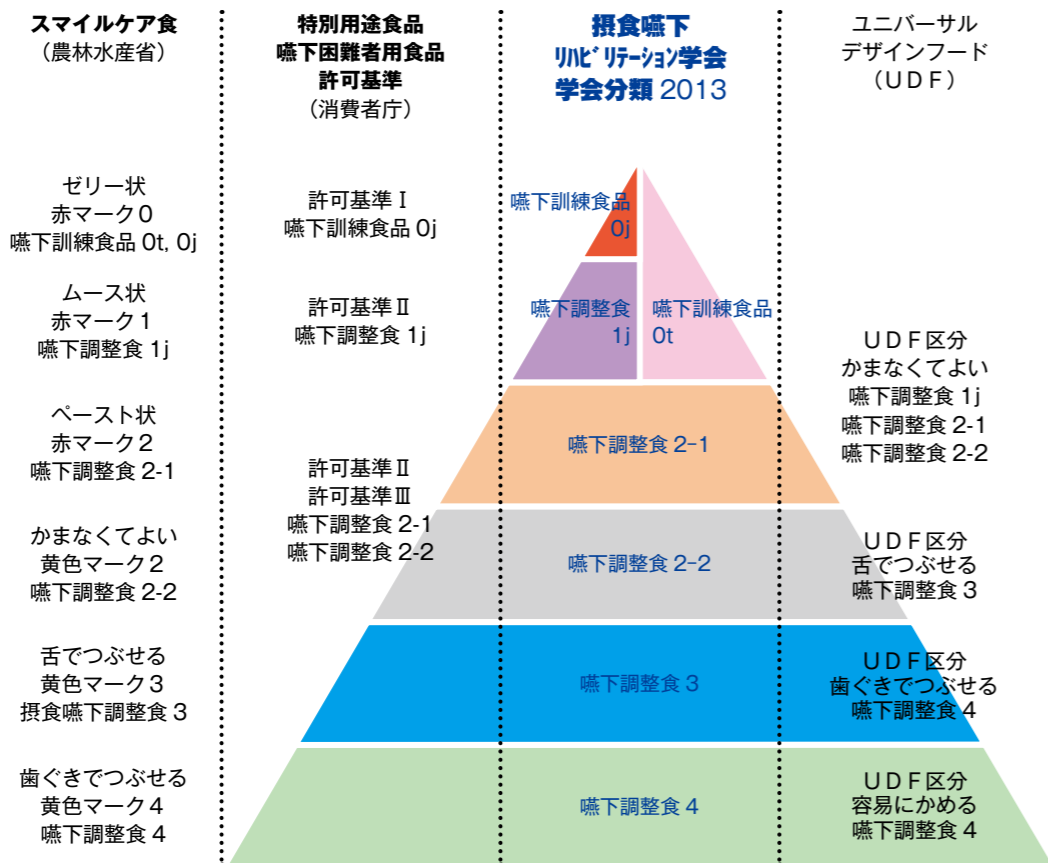 スマイルケア食
（農林水産省）
特別用途食品
嚥下困難者用食品
許可基準
（消費者庁）
摂食嚥下
ﾘﾊﾋﾞﾘﾃｰｼｮﾝ学会
学会分類 2013
ユニバーサル
デザインフード
（ＵＤＦ）
ゼリー状
赤マーク 0
嚥下訓練食品 0t, 0j
ムース状
赤マーク 1
嚥下調整食 1j
ペースト状
赤マーク 2
嚥下調整食 2-1
かまなくてよい
黄色マーク 2
嚥下調整食 2-2
舌でつぶせる
黄色マーク 3
摂食嚥下調整食 3
歯ぐきでつぶせる
黄色マーク 4
嚥下調整食 4
許可基準Ⅰ
嚥下訓練食品 0j
許可基準Ⅱ
嚥下調整食 1j
許可基準Ⅱ
許可基準Ⅲ
嚥下調整食 2-1
嚥下調整食 2-2
嚥下訓練食品
0j
嚥下調整食
1j
嚥下訓練食品
0t
嚥下調整食 2-1
嚥下調整食 2-2
嚥下調整食 3
嚥下調整食 4
ＵＤＦ区分
かまなくてよい
嚥下調整食 1j
嚥下調整食 2-1
嚥下調整食 2-2
ＵＤＦ区分
舌でつぶせる
嚥下調整食 3
ＵＤＦ区分
歯ぐきでつぶせる
嚥下調整食 4
ＵＤＦ区分
容易にかめる
嚥下調整食 4